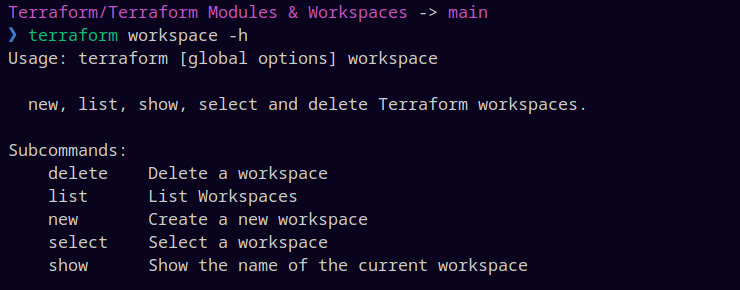 Terraform/Terraform Modules & Workspaces -> main
❯ terraform workspace -h
Usage: terraform [global options] workspace
new, list, show, select and delete Terraform workspaces.
Subcommands:
delete    Delete a workspace
list      List Workspaces
new       Create a new workspace
select    Select a workspace
show      Show the name of the current workspace